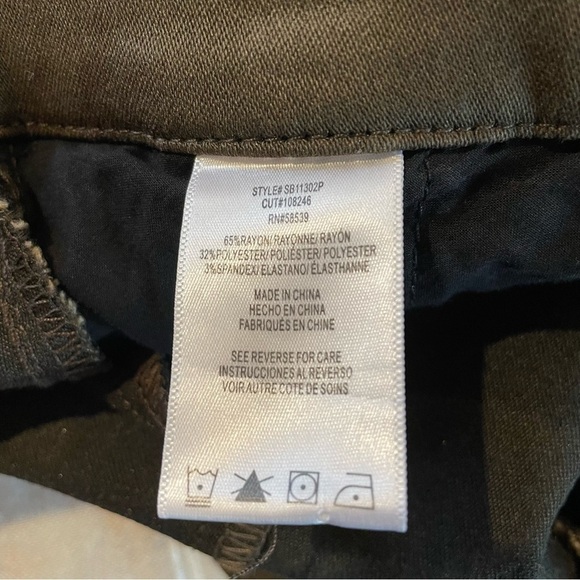 STYLE# SB11302P
CUT#108246
RN#58539
65%RAYON/RAYONNE/RAYÓN
32%POLYESTER/POLIÉSTER/POLYESTER
3%SPANDEX/ELASTANO/ÉLASTHANNE
MADE IN CHINA
HECHO EN CHINA
FABRIQUÉS EN CHINE
SEE REVERSE FOR CARE
INSTRUCCIONES AL REVERSO
VOIR AUTRE COTE DE SOINS